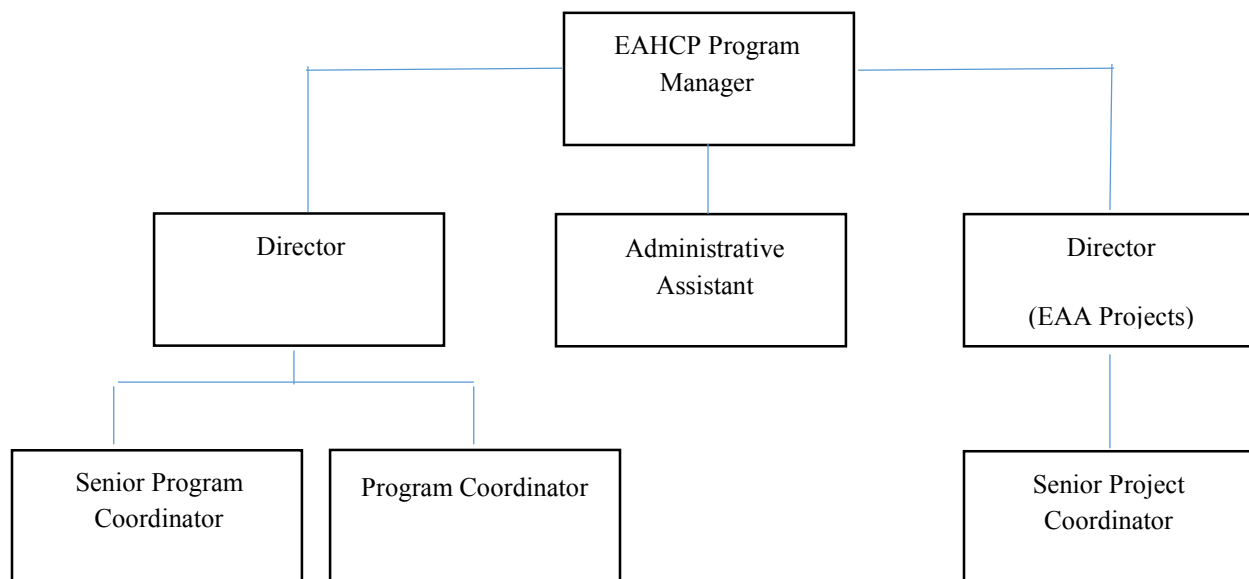 EAHCP Program
Manager
Director
Administrative
Assistant
Director
(EAA Projects)
Senior Program
Coordinator
Program Coordinator
Senior Project
Coordinator